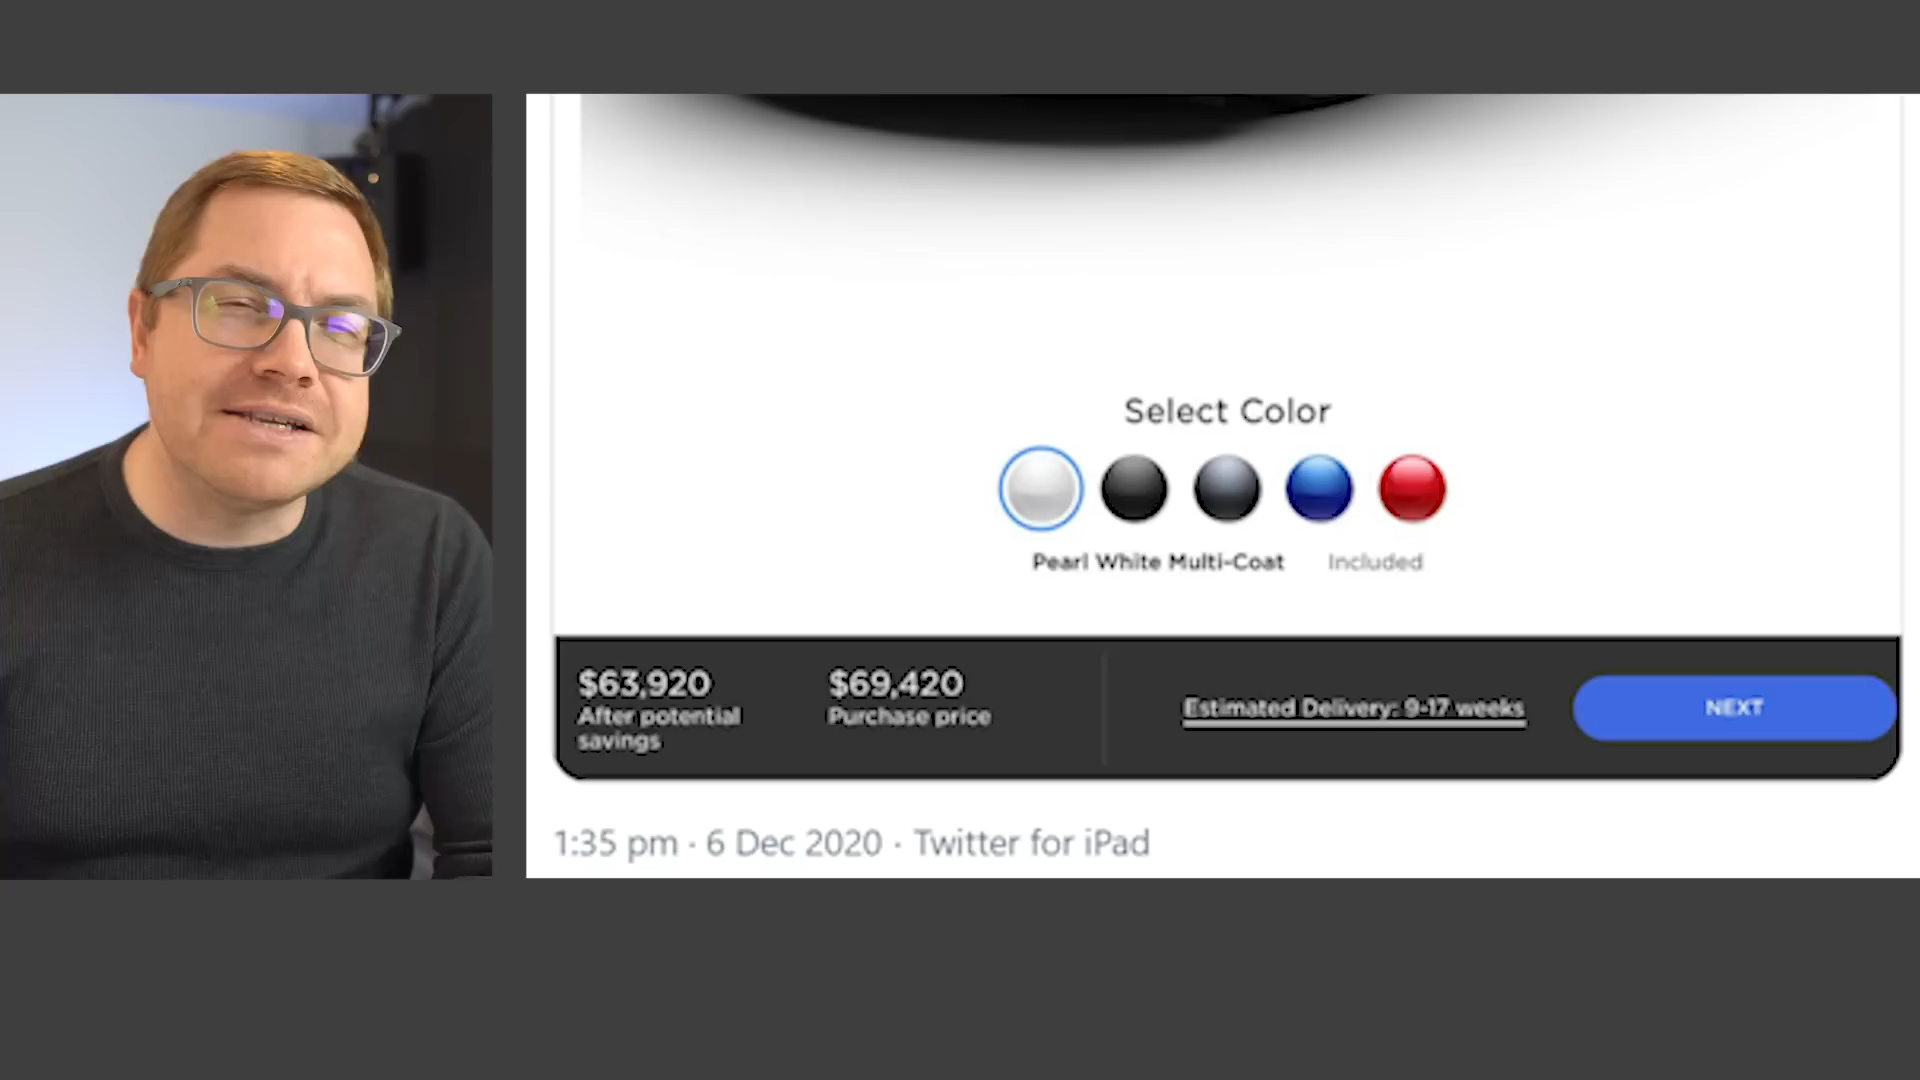 Select Color
Pearl White Multi-Coat Included
$63,920 $69,420
After potential savings
Purchase price
Estimated Delivery: 9-17 weeks
NEXT
1:35 pm · 6 Dec 2020 · Twitter for iPad